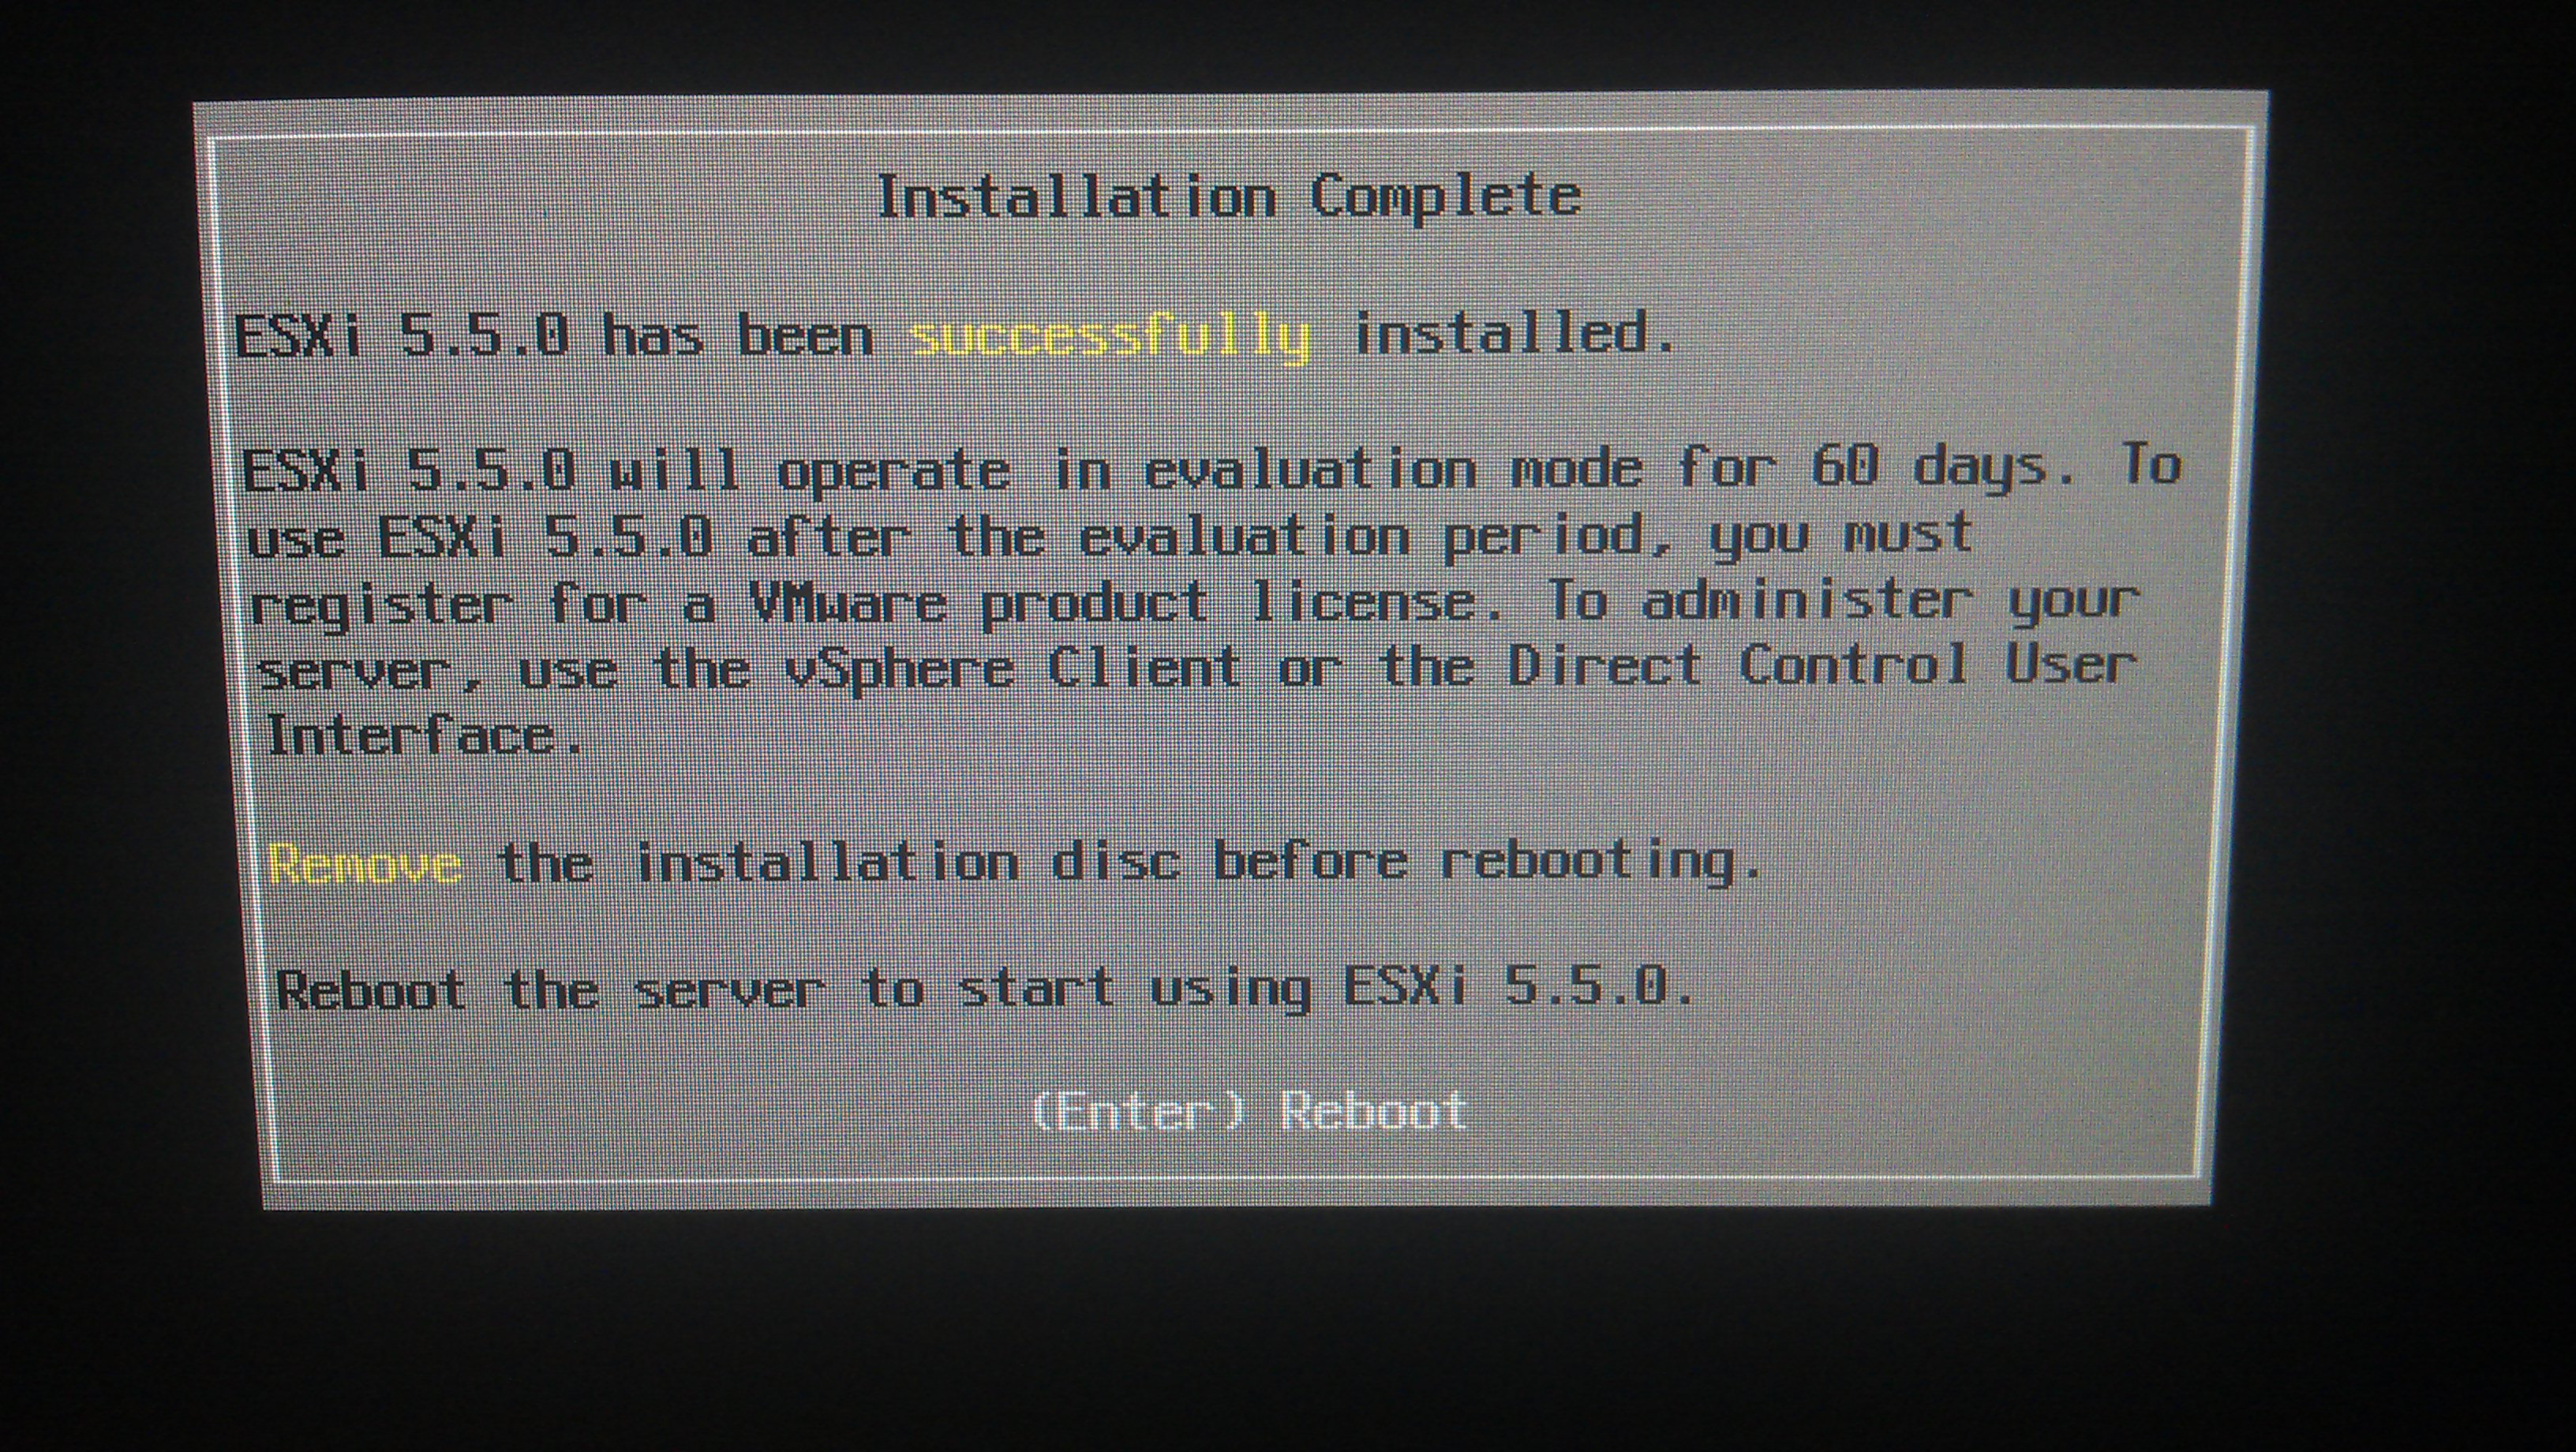 Installation Complete
ESXi 5.5.0 has been successfully installed.
ESXi 5.5.0 will operate in evaluation mode for 60 days. To
use ESXi 5.5.0 after the evaluation period, you must
register for a VMware product license. To administer your
server, use the vSphere Client or the Direct Control User
Interface.
Remove the installation disc before rebooting.
Reboot the server to start using ESXi 5.5.0.
(Enter) Reboot